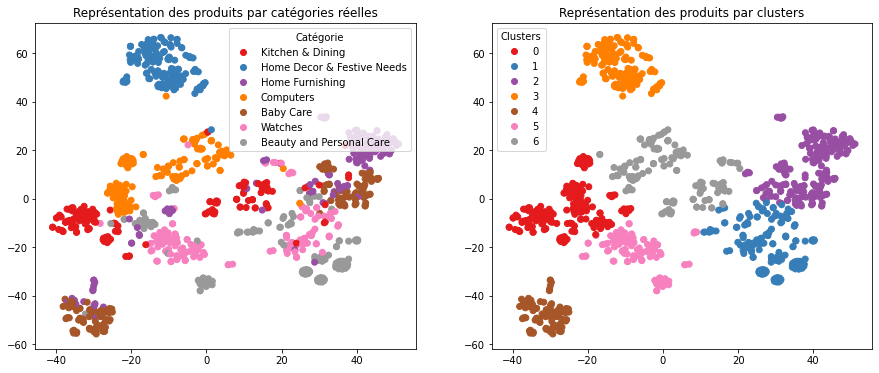 Représentation des produits par catégories réelles
Catégorie
Kitchen & Dining
Home Decor & Festive Needs
Home Furnishing
Computers
Baby Care
Watches
Beauty and Personal Care
60
40
20
0
−20
−40
−60
−40
−20
0
20
40
Représentation des produits par clusters
Clusters
0
1
2
3
4
5
6
60
40
20
0
−20
−40
−60
−40
−20
0
20
40